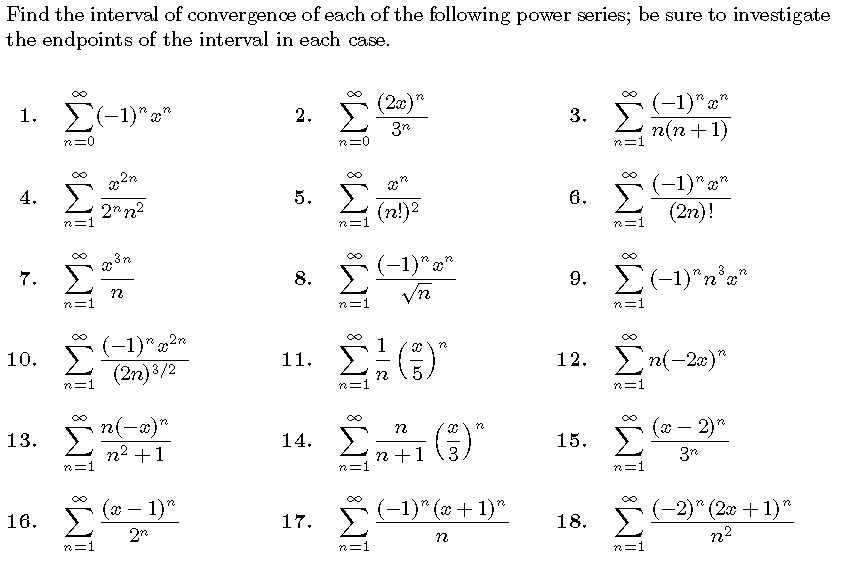 Find the interval of convergence of each of the following power series; be sure to investigate
the endpoints of the interval in each case.
1. $\sum_{n=0}^{\infty}(-1)^n x^n$ 2. $\sum_{n=0}^{\infty}\frac{(2x)^n}{3^n}$ 3. $\sum_{n=1}^{\infty}\frac{(-1)^n x^n}{n(n+1)}$
4. $\sum_{n=1}^{\infty}\frac{x^{2n}}{2^n n^2}$ 5. $\sum_{n=1}^{\infty}\frac{x^n}{(n!)^2}$ 6. $\sum_{n=1}^{\infty}\frac{(-1)^n x^n}{(2n)!}$
7. $\sum_{n=1}^{\infty}\frac{x^{3n}}{n}$ 8. $\sum_{n=1}^{\infty}\frac{(-1)^n x^n}{\sqrt{n}}$ 9. $\sum_{n=1}^{\infty}(-1)^n n^3 x^n$
10. $\sum_{n=1}^{\infty}\frac{(-1)^n x^{2n}}{(2n)^{3/2}}$ 11. $\sum_{n=1}^{\infty}\frac{1}{n}\left(\frac{x}{5}\right)^n$ 12. $\sum_{n=1}^{\infty}n(-2x)^n$
13. $\sum_{n=1}^{\infty}\frac{n(-x)^n}{n^2+1}$ 14. $\sum_{n=1}^{\infty}\frac{n}{n+1}\left(\frac{x}{3}\right)^n$ 15. $\sum_{n=1}^{\infty}\frac{(x-2)^n}{3^n}$
16. $\sum_{n=1}^{\infty}\frac{(x-1)^n}{2^n}$ 17. $\sum_{n=1}^{\infty}\frac{(-1)^n(x+1)^n}{n}$ 18. $\sum_{n=1}^{\infty}\frac{(-2)^n(2x+1)^n}{n^2}$